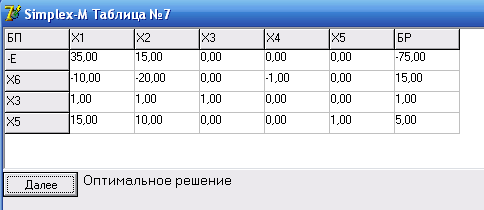 Simplex-M Таблица №7
БП X1 X2 X3 X4 X5 БР
-E 35,00 15,00 0,00 0,00 0,00 -75,00
X6 -10,00 -20,00 0,00 -1,00 0,00 15,00
X3 1,00 1,00 1,00 0,00 0,00 1,00
X5 15,00 10,00 0,00 0,00 1,00 5,00
Далее Оптимальное решение